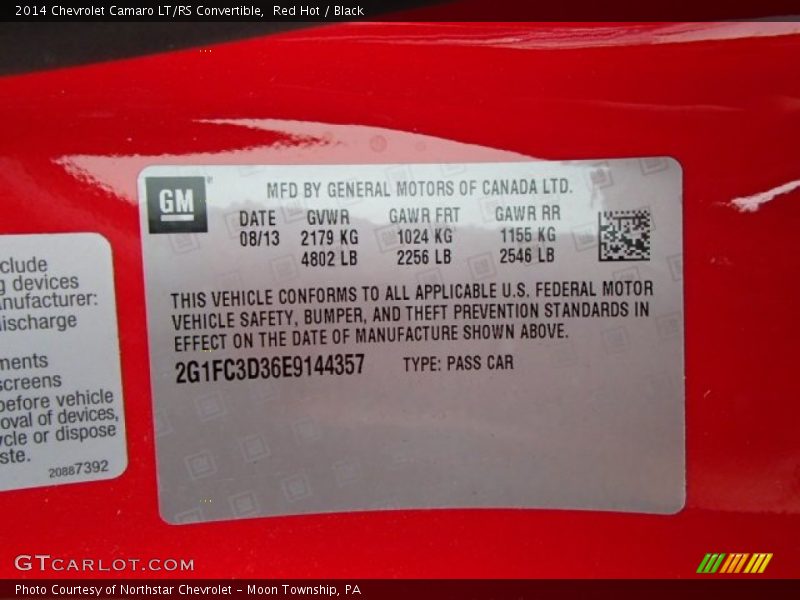 2014 Chevrolet Camaro LT/RS Convertible, Red Hot / Black
GM
MFD BY GENERAL MOTORS OF CANADA LTD.
DATE GVWR GAWR FRT GAWR RR
08/13 2179 KG 1024 KG 1155 KG
4802 LB 2256 LB 2546 LB
THIS VEHICLE CONFORMS TO ALL APPLICABLE U.S. FEDERAL MOTOR
VEHICLE SAFETY, BUMPER, AND THEFT PREVENTION STANDARDS IN
EFFECT ON THE DATE OF MANUFACTURE SHOWN ABOVE.
2G1FC3D36E9144357 TYPE: PASS CAR
clude
g devices
anufacturer:
ischarge
ments
screens
before vehicle
oval of devices,
cle or dispose
ste.
20887392
GTCARLOT.COM
Photo Courtesy of Northstar Chevrolet - Moon Township, PA